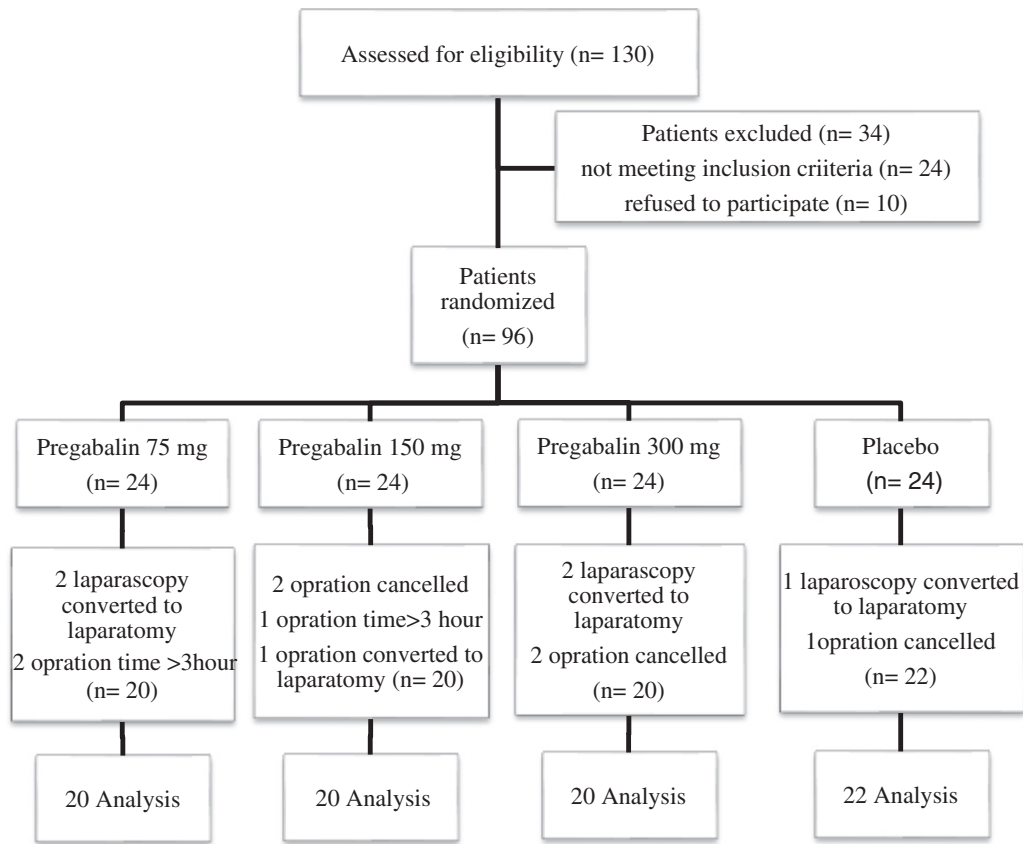 Assessed for eligibility (n= 130)
Patients excluded (n= 34)
not meeting inclusion criiteria (n= 24)
refused to participate (n= 10)
Patients
randomized
(n= 96)
Pregabalin 75 mg
(n= 24)
Pregabalin 150 mg
(n= 24)
Pregabalin 300 mg
(n= 24)
Placebo
(n= 24)
2 laparascopy
converted to
laparatomy
2 opration time >3hour
(n= 20)
2 opration cancelled
1 opration time>3 hour
1 opration converted to
laparatomy (n= 20)
2 laparascopy
converted to
laparatomy
2 opration cancelled
(n= 20)
1 laparoscopy converted
to laparatomy
1opration cancelled
(n= 22)
20 Analysis
20 Analysis
20 Analysis
22 Analysis